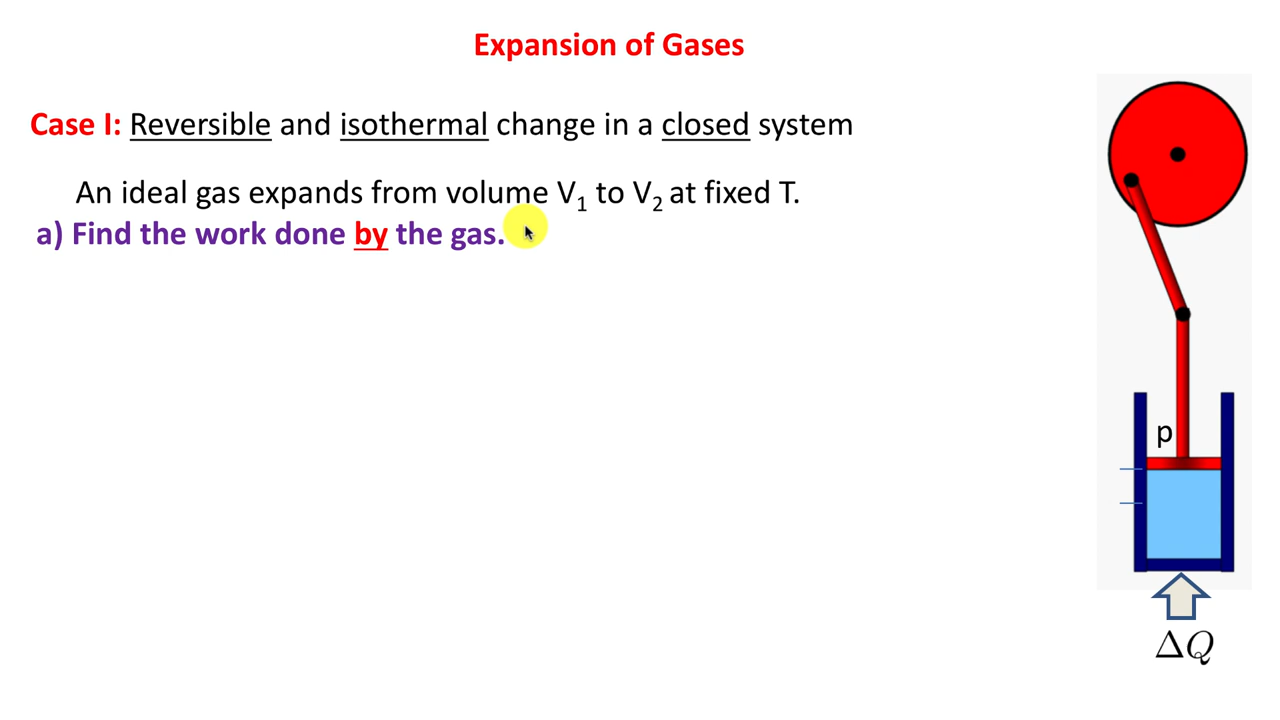 Expansion of Gases
Case I: Reversible and isothermal change in a closed system
An ideal gas expands from volume V₁ to V₂ at fixed T.
a) Find the work done by the gas.
p
ΔQ